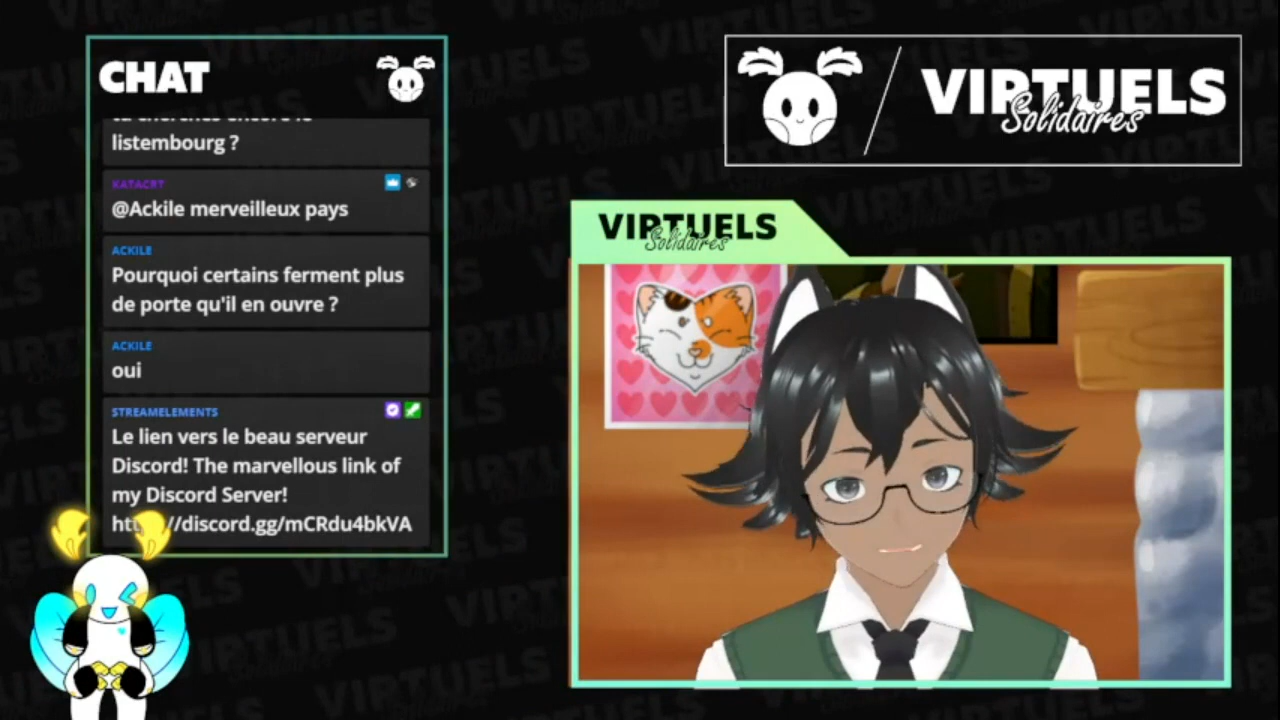 CHAT
listembourg ?
KATACRT
@Ackile merveilleux pays
ACKILE
Pourquoi certains ferment plus
de porte qu'il en ouvre ?
ACKILE
oui
STREAMELEMENTS
Le lien vers le beau serveur
Discord! The marvellous link of
my Discord Server!
//discord.gg/mCRdu4bkVA
VIRTUELS
Solidaires
VIRTUELS
Solidaires